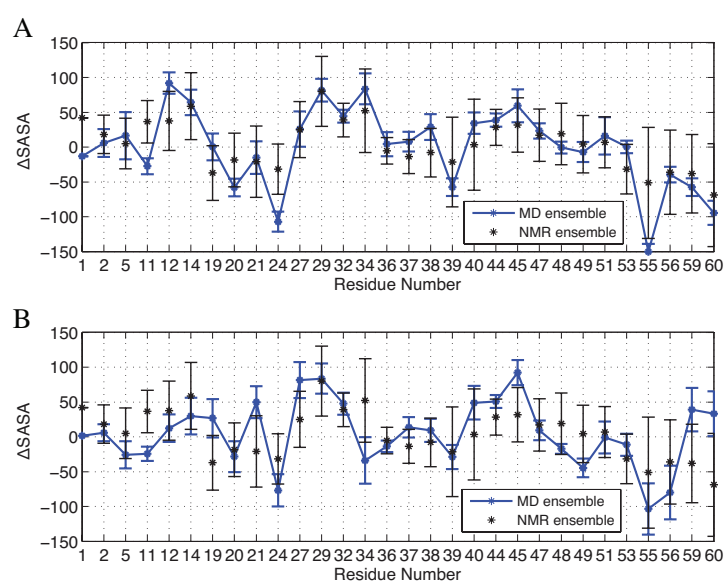 A
150
100
50
0
−50
−100
−150
ΔSASA
MD ensemble
NMR ensemble
1 2 5 11 12 14 19 20 21 24 27 29 32 34 36 37 38 39 40 44 45 47 48 49 51 53 55 56 59 60
Residue Number
B
150
100
50
0
−50
−100
−150
ΔSASA
MD ensemble
NMR ensemble
1 2 5 11 12 14 19 20 21 24 27 29 32 34 36 37 38 39 40 44 45 47 48 49 51 53 55 56 59 60
Residue Number